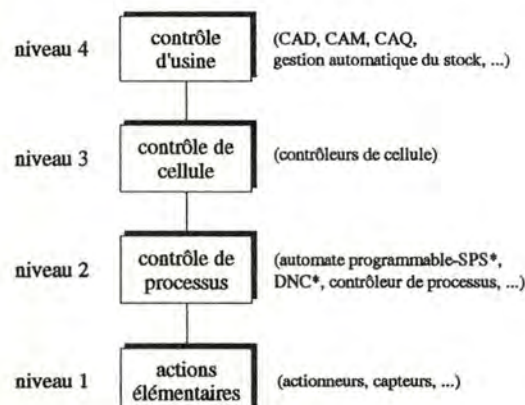 niveau 4
contrôle
d'usine
(CAD, CAM, CAQ,
gestion automatique du stock, ...)
niveau 3
contrôle de
cellule
(contrôleurs de cellule)
niveau 2
contrôle de
processus
(automate programmable-SPS*,
DNC*, contrôleur de processus, ...)
niveau 1
actions
élémentaires
(actionneurs, capteurs, ...)